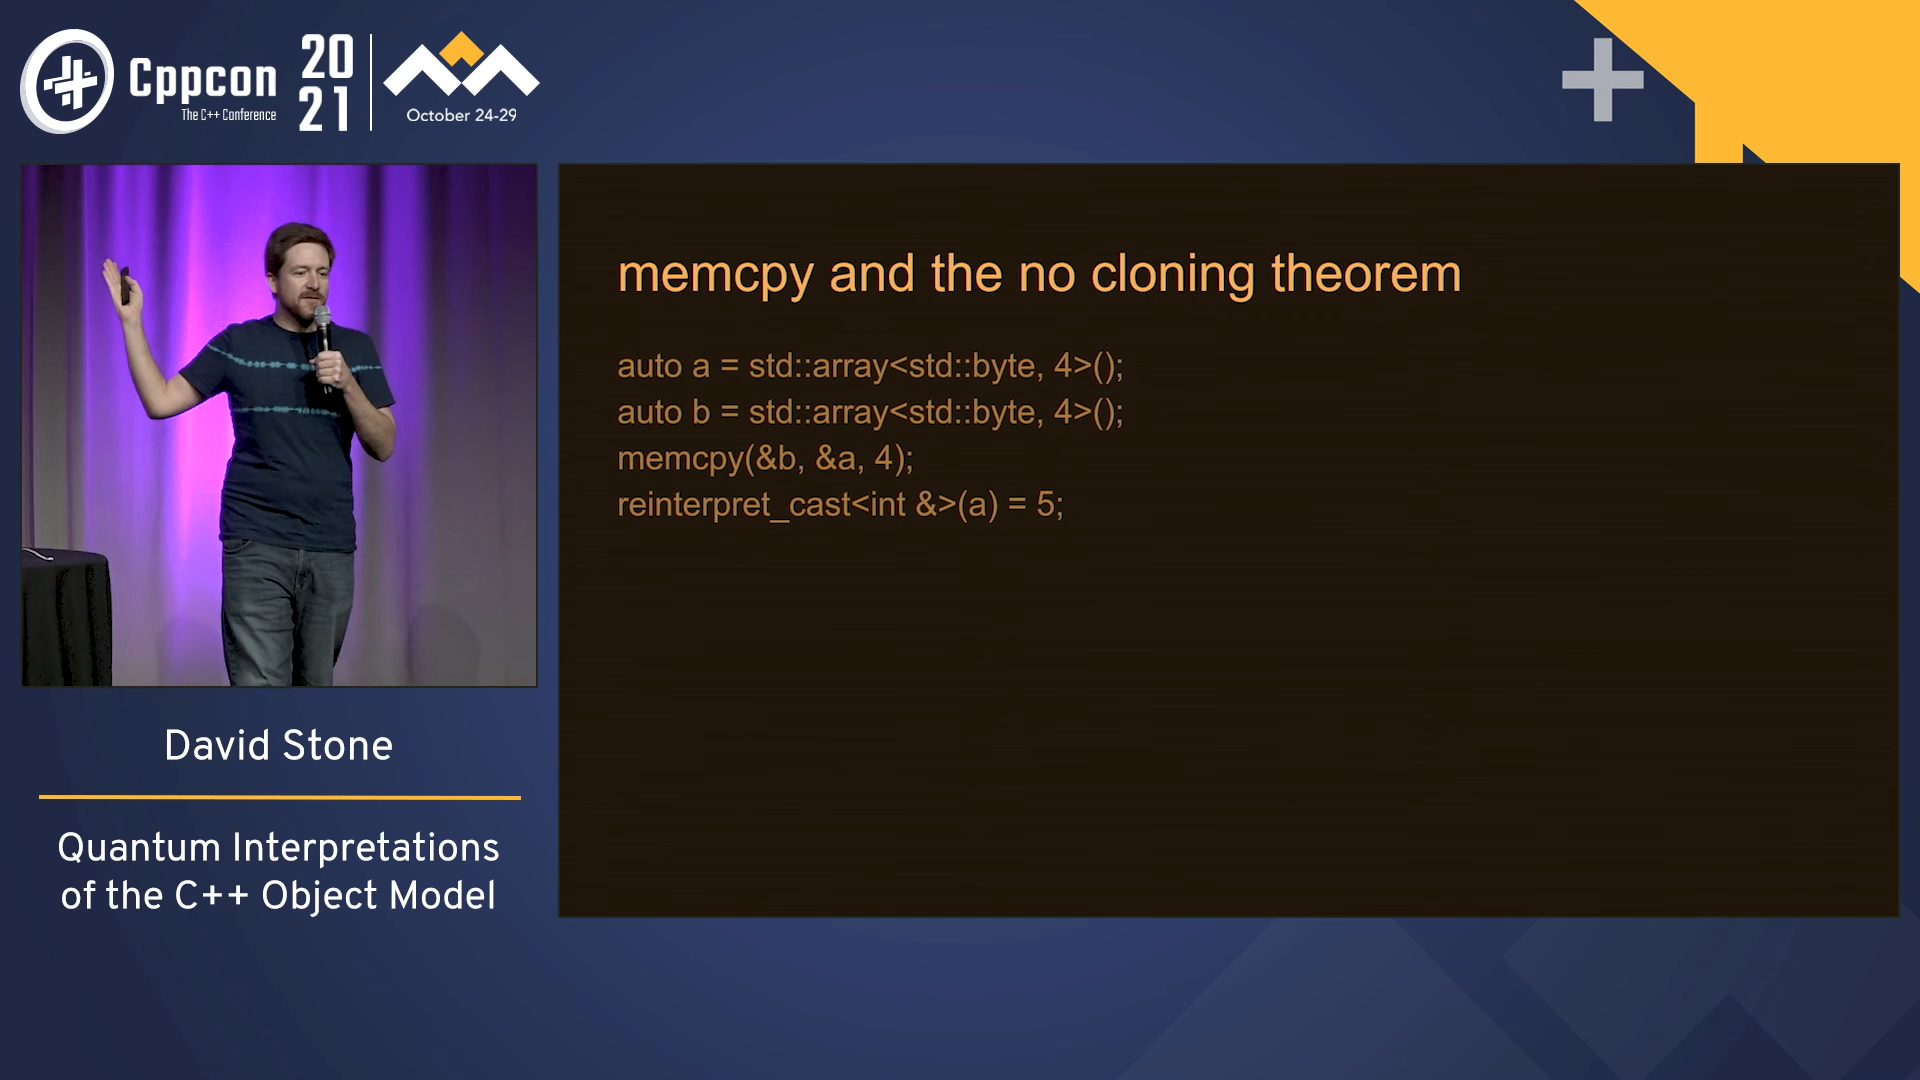 Cppcon
The C++ Conference
20
21
October 24-29
memcpy and the no cloning theorem
auto a = std::array<std::byte, 4>();
auto b = std::array<std::byte, 4>();
memcpy(&b, &a, 4);
reinterpret_cast<int &>(a) = 5;
David Stone
Quantum Interpretations
of the C++ Object Model